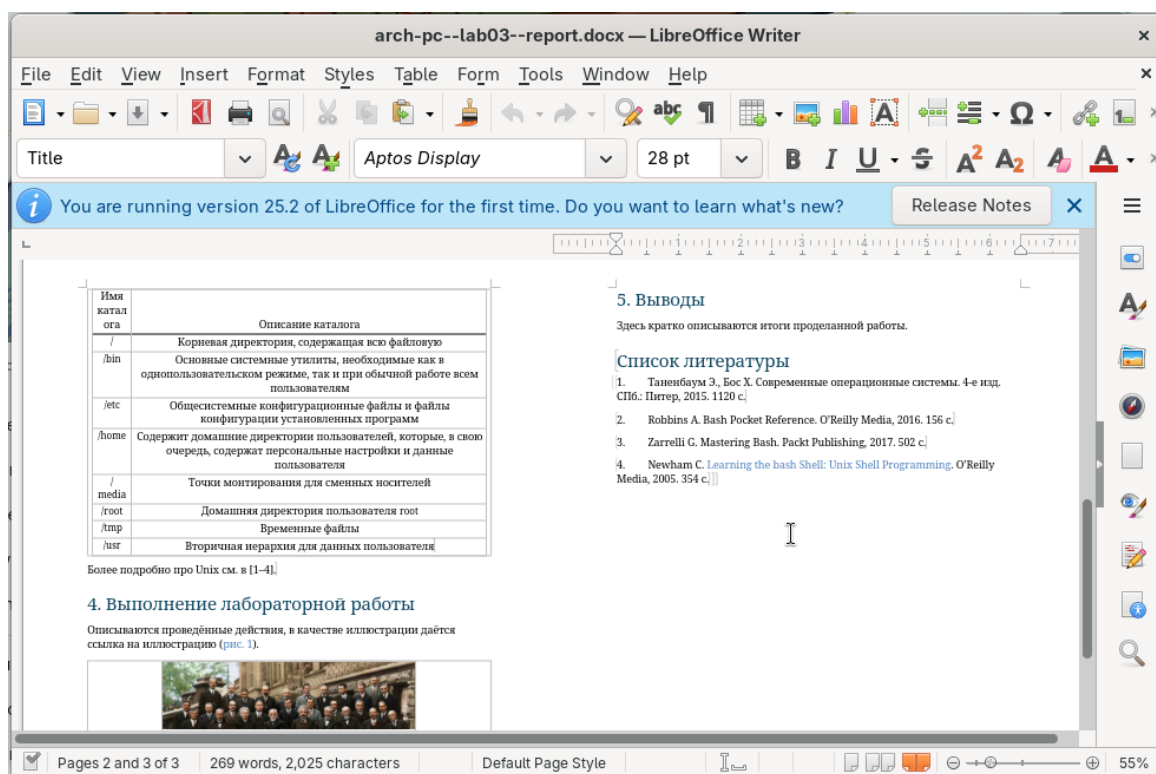 arch-pc--lab03--report.docx — LibreOffice Writer
File Edit View Insert Format Styles Table Form Tools Window Help
Title
Aptos Display
28 pt
You are running version 25.2 of LibreOffice for the first time. Do you want to learn what's new?
Release Notes
1 2 3 4 5 6 7
Имя
катал
ога
Описание каталога
/ Корневая директория, содержащая всю файловую
/bin Основные системные утилиты, необходимые как в
однопользовательском режиме, так и при обычной работе всем
пользователям
/etc Общесистемные конфигурационные файлы и файлы
конфигурации установленных программ
/home Содержит домашние директории пользователей, которые, в свою
очередь, содержат персональные настройки и данные
пользователя
/ Точки монтирования для сменных носителей
media
/root Домашняя директория пользователя root
/tmp Временные файлы
/usr Вторичная иерархия для данных пользователя
Более подробно про Unix см. в [1–4].
4. Выполнение лабораторной работы
Описываются проведённые действия, в качестве иллюстрации даётся
ссылка на иллюстрацию (рис. 1).
5. Выводы
Здесь кратко описываются итоги проделанной работы.
Список литературы
1. Таненбаум Э., Бос Х. Современные операционные системы. 4-е изд.
СПб.: Питер, 2015. 1120 с.
2. Robbins A. Bash Pocket Reference. O’Reilly Media, 2016. 156 с.
3. Zarrelli G. Mastering Bash. Packt Publishing, 2017. 502 с.
4. Newham C. Learning the bash Shell: Unix Shell Programming. O’Reilly
Media, 2005. 354 с.
Pages 2 and 3 of 3
269 words, 2,025 characters
Default Page Style
55%